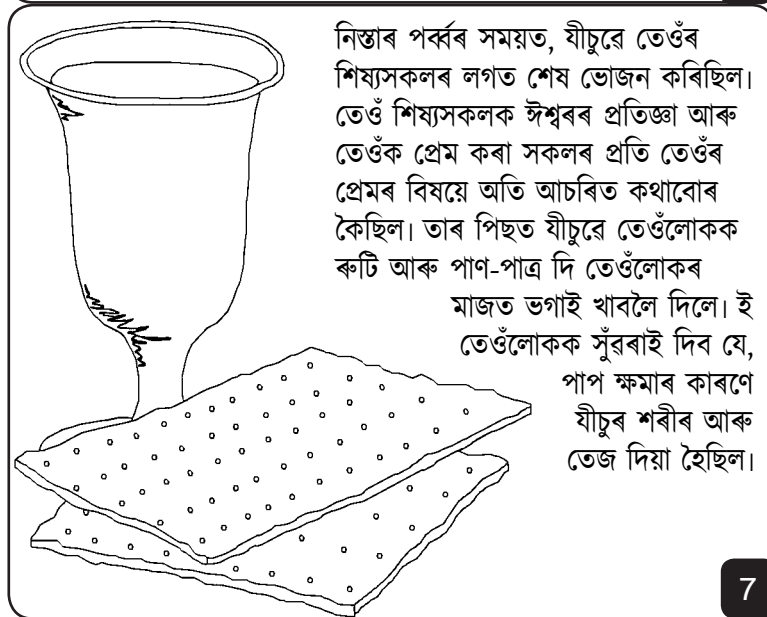 নিস্তাৰ পৰ্ব্বৰ সময়ত, যীচুৱে তেওঁৰ
শিষ্যসকলৰ লগত শেষ ভোজন কৰিছিল।
তেওঁ শিষ্যসকলক ঈশ্বৰৰ প্ৰতিজ্ঞা আৰু
তেওঁক প্ৰেম কৰা সকলৰ প্ৰতি তেওঁৰ
প্ৰেমৰ বিষয়ে অতি আচৰিত কথাবোৰ
কৈছিল। তাৰ পিছত যীচুৱে তেওঁলোকক
ৰুটি আৰু পাণ-পাত্ৰ দি তেওঁলোকৰ
মাজত ভগাই খাবলৈ দিলে। ই
তেওঁলোকক সুঁৱৰাই দিব যে,
পাপ ক্ষমাৰ কাৰণে
যীচুৰ শৰীৰ আৰু
তেজ দিয়া হৈছিল।
7